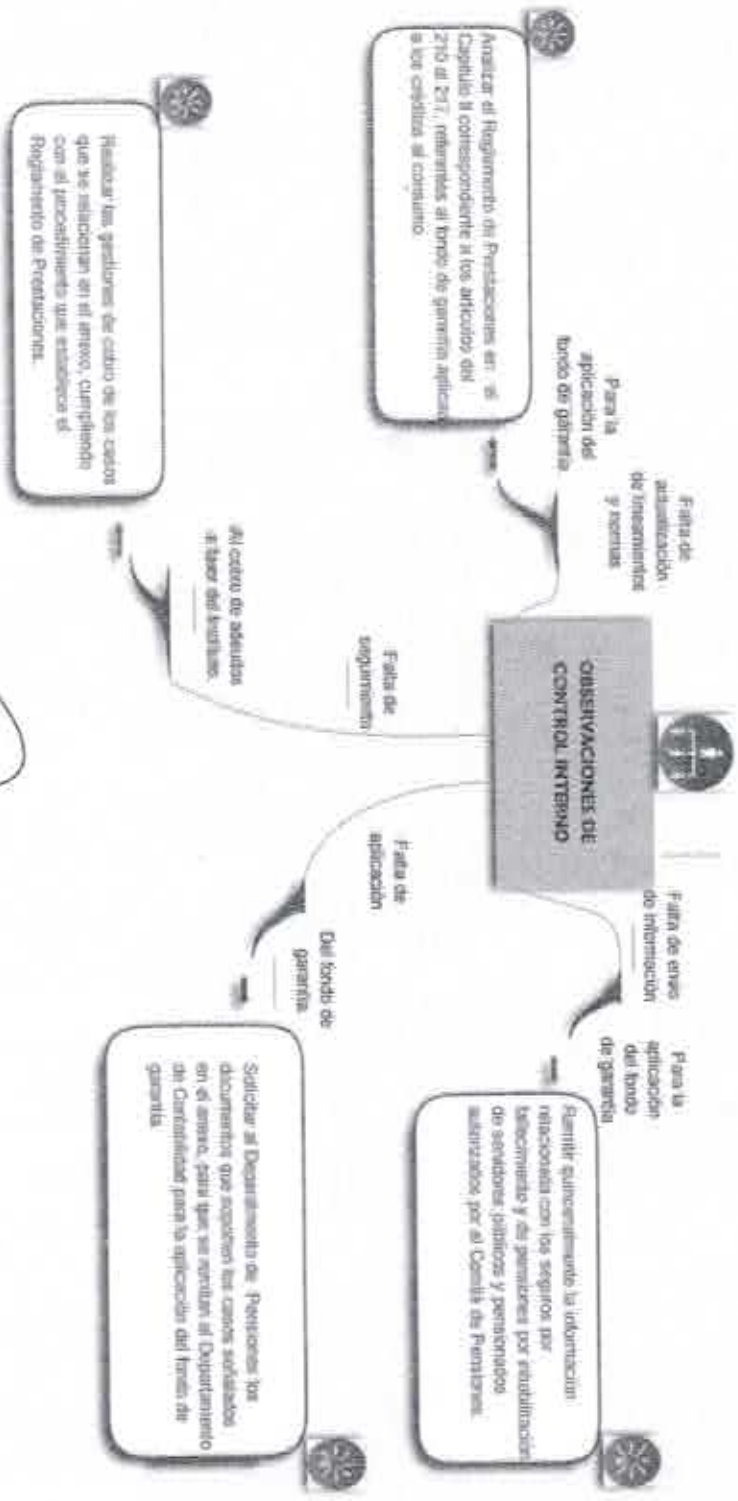 OBSERVACIONES DE
CONTROL INTERNO
Falta de
actualización
de lineamientos
y normas
Para la
aplicación del
fondo de garantía
Analizar el Reglamento de Prestaciones en el
Capítulo II correspondiente a los artículos del
210 al 217, referentes al fondo de garantía aplicado
a los créditos al consumo.
Falta de
seguimiento
Al cobro de adeudos
a favor del Instituto.
Realizar las gestiones de cobro de los casos
que se relacionan en el anexo, cumpliendo
con el procedimiento que establece el
Reglamento de Prestaciones.
Falta de envío
de información
Para la
aplicación
del fondo
de garantía
Remitir quincenalmente la información
relacionada con los seguros por
fallecimiento y de pensiones por inhabilitación
de servidores públicos y pensionados
autorizados por el Comité de Pensiones.
Falta de
aplicación
Del fondo de
garantía
Solicitar al Departamento de Pensiones los
documentos que soporten los casos señalados
en el anexo, para que se remitan al Departamento
de Contabilidad para la aplicación del fondo de
garantía.